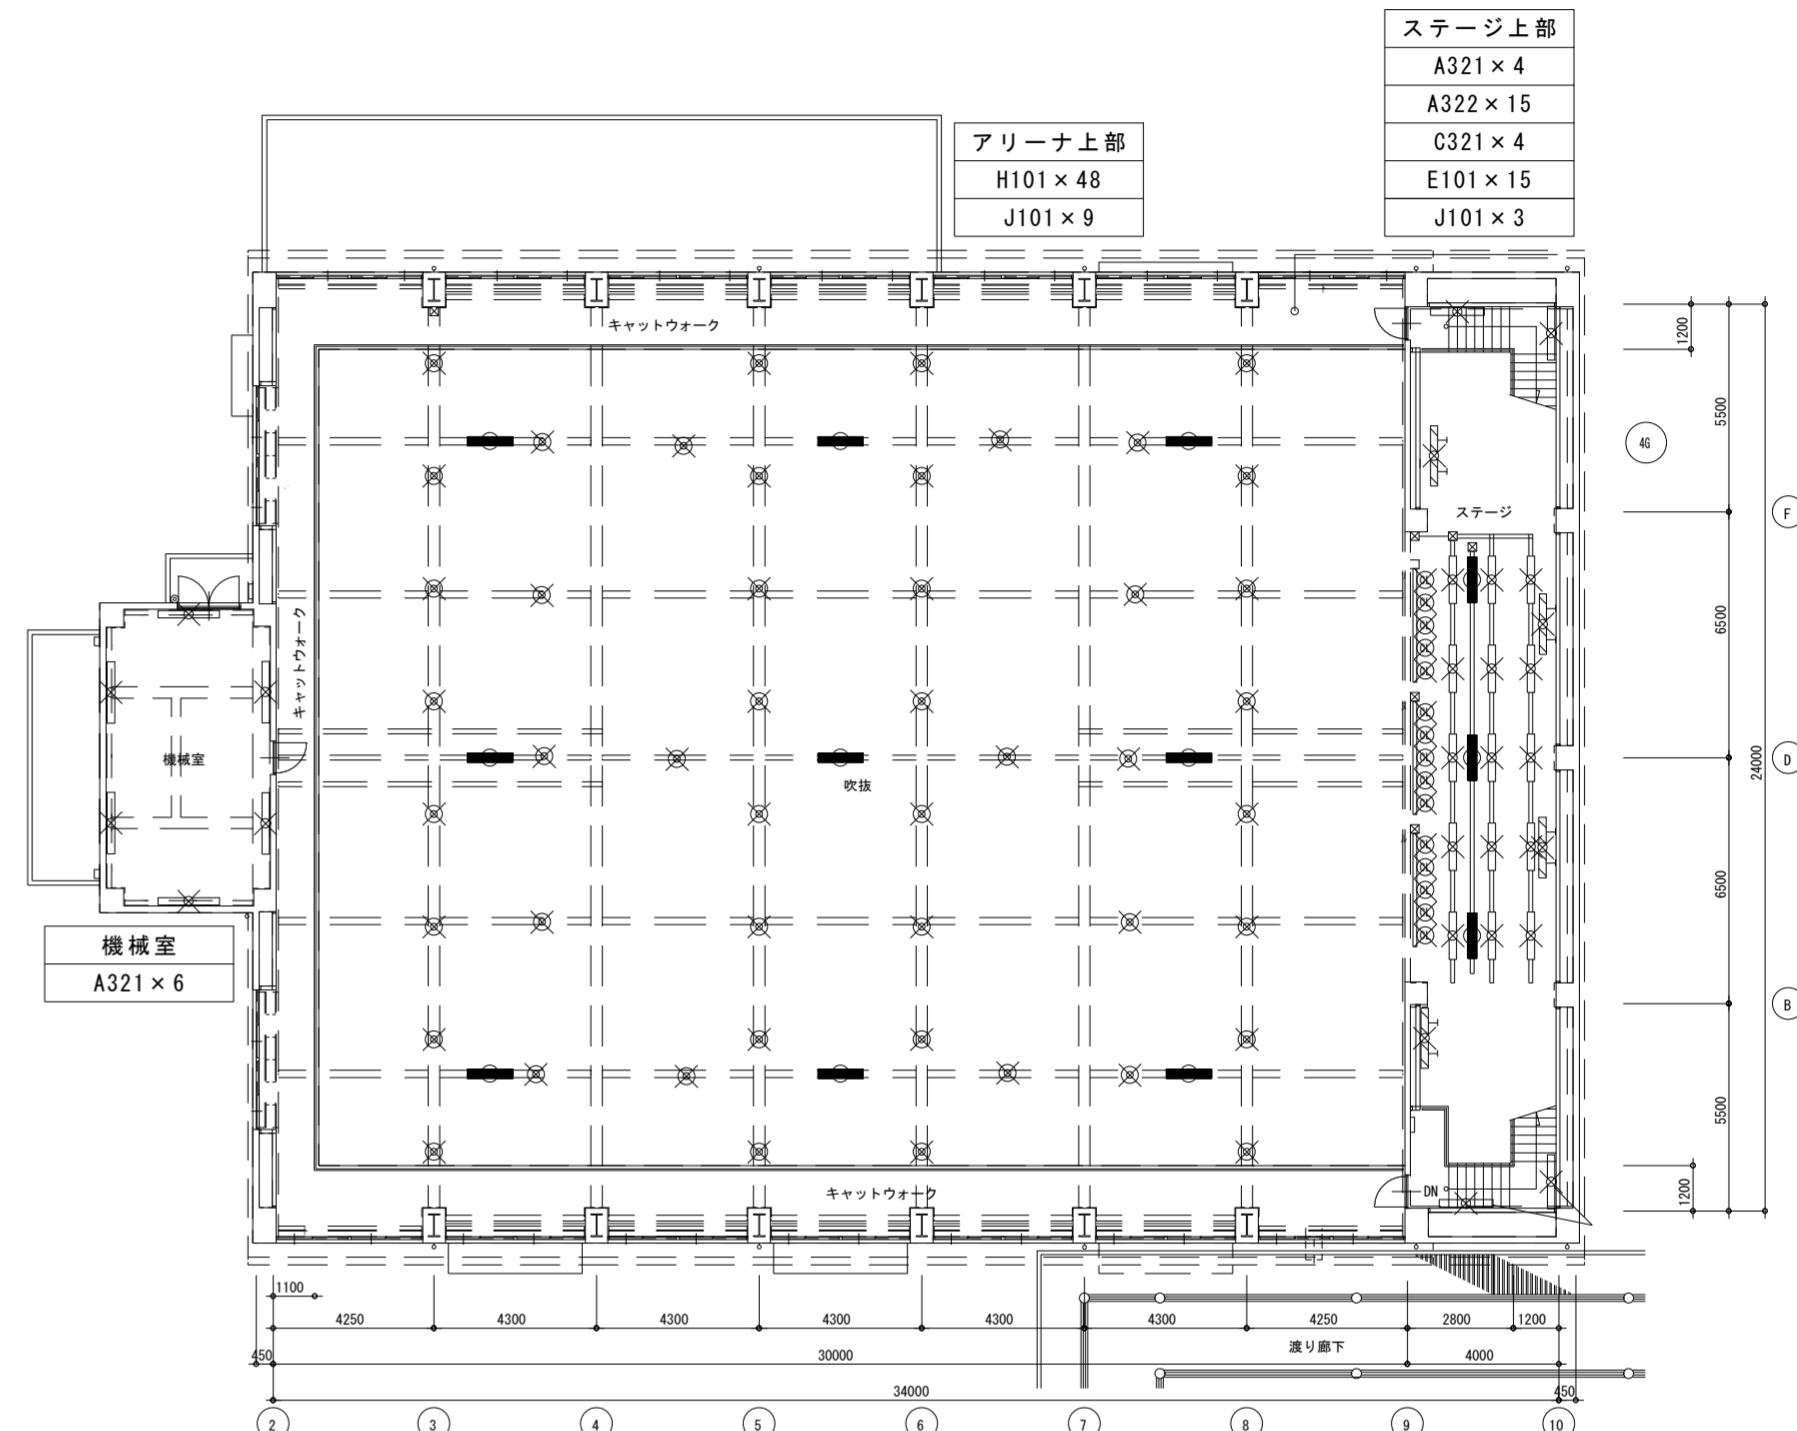 ステージ上部
A321×4
A322×15
C321×4
E101×15
J101×3
アリーナ上部
H101×48
J101×9
キャットウォーク
1200
5500
4G
ステージ
F
キャットウォーク
6500
機械室
吹抜
24000
D
6500
機械室
A321×6
B
5500
キャットウォーク
DN
1200
1100
4250
4300
4300
4300
4300
4300
4250
2800
1200
渡り廊下
450
30000
4000
34000
450
2
3
4
5
6
7
8
9
10